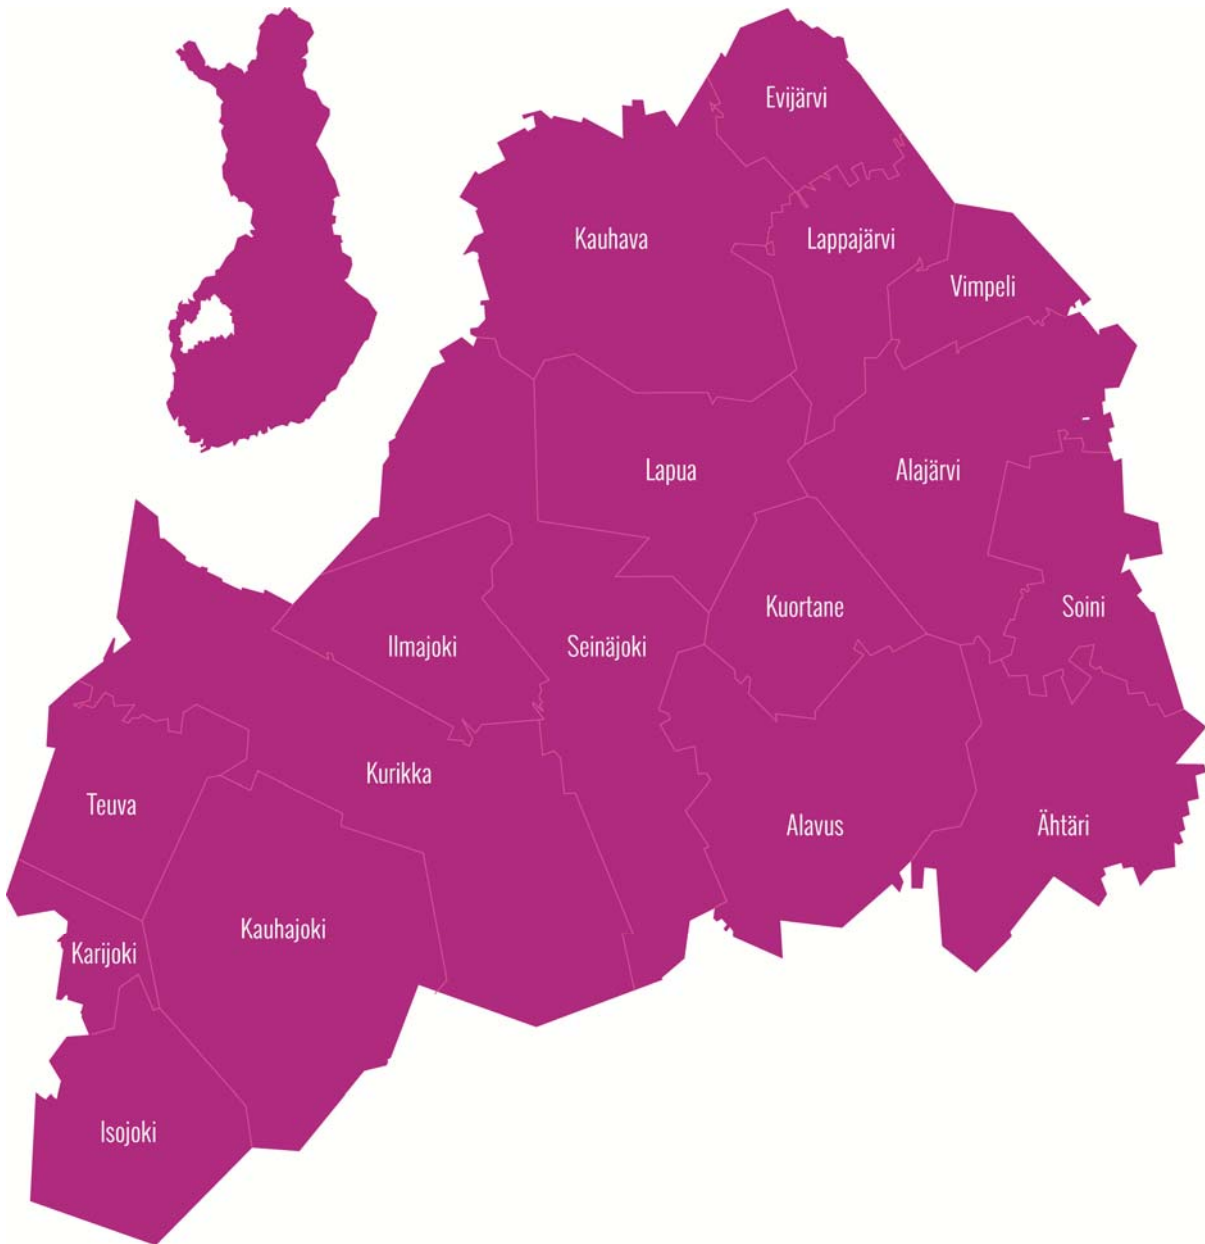 Evijärvi
Kauhava
Lappajärvi
Vimpeli
Lapua
Alajärvi
Kuortane
Soini
Ilmajoki
Seinäjoki
Kurikka
Teuva
Alavus
Ähtäri
Kauhajoki
Karijoki
Isojoki